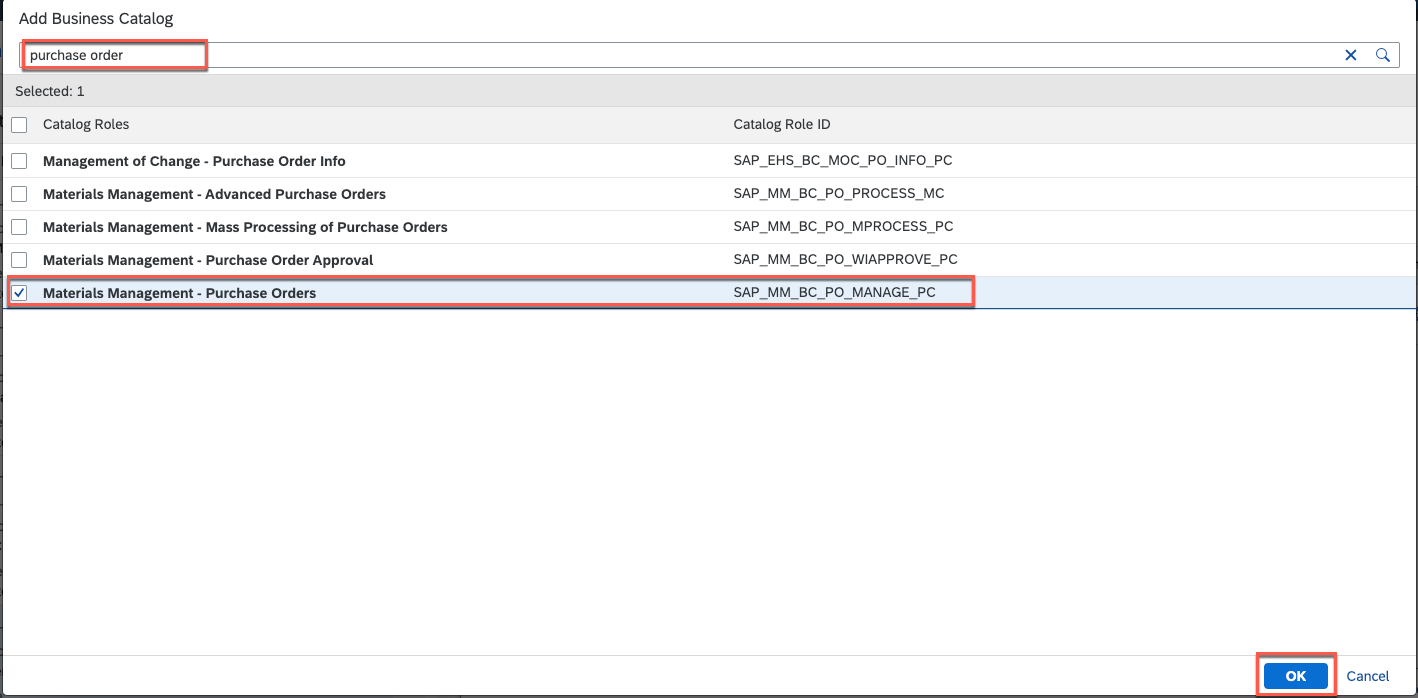 Add Business Catalog
purchase order
Selected: 1
Catalog Roles Catalog Role ID
Management of Change - Purchase Order Info SAP_EHS_BC_MOC_PO_INFO_PC
Materials Management - Advanced Purchase Orders SAP_MM_BC_PO_PROCESS_MC
Materials Management - Mass Processing of Purchase Orders SAP_MM_BC_PO_MPROCESS_PC
Materials Management - Purchase Order Approval SAP_MM_BC_PO_WIAPPROVE_PC
Materials Management - Purchase Orders SAP_MM_BC_PO_MANAGE_PC
OK Cancel